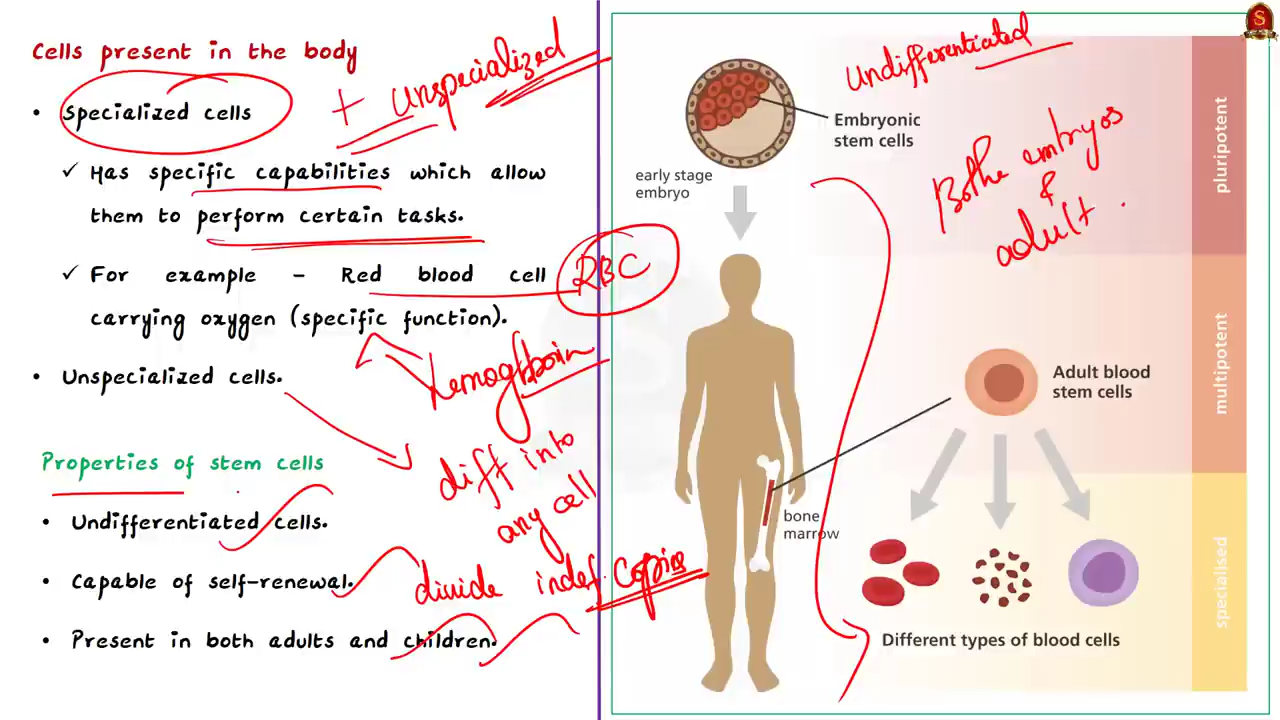 Cells present in the body
• Specialized cells
+ Unspecialized
✓ Has specific capabilities which allow
them to perform certain tasks.
✓ For example - Red blood cell
carrying oxygen (specific function).
RBC
• Unspecialized cells.
diff into
any cell
Properties of stem cells
• Undifferentiated cells.
• Capable of self-renewal.
divide indef. copies
• Present in both adults and children.
Undifferentiated
Embryonic
stem cells
early stage
embryo
Bothe embryos
&
adult.
pluripotent
multipotent
Adult blood
stem cells
bone
marrow
specialised
Different types of blood cells
S